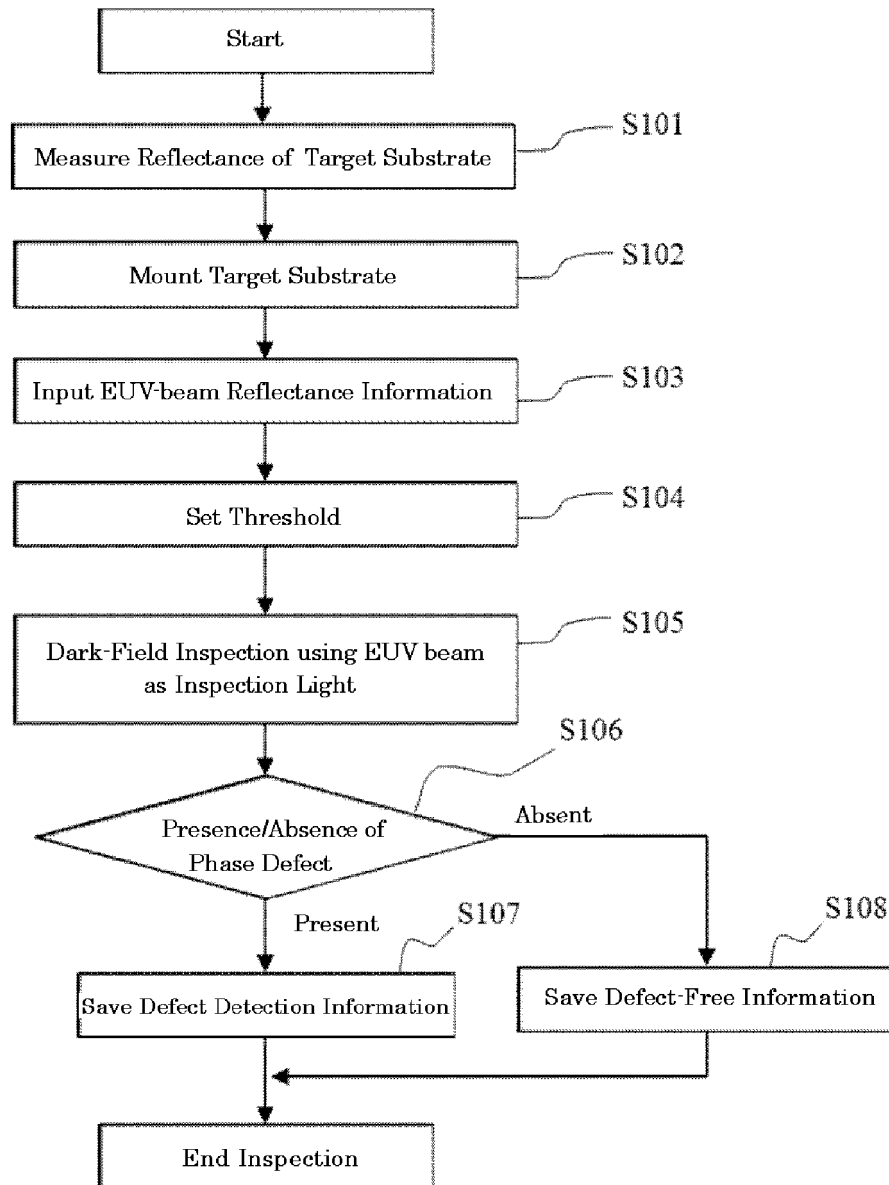 Start
S101
Measure Reflectance of Target Substrate
S102
Mount Target Substrate
S103
Input EUV-beam Reflectance Information
S104
Set Threshold
S105
Dark-Field Inspection using EUV beam
as Inspection Light
S106
Presence/Absence of
Phase Defect
Absent
Present
S107
S108
Save Defect Detection Information
Save Defect-Free Information
End Inspection